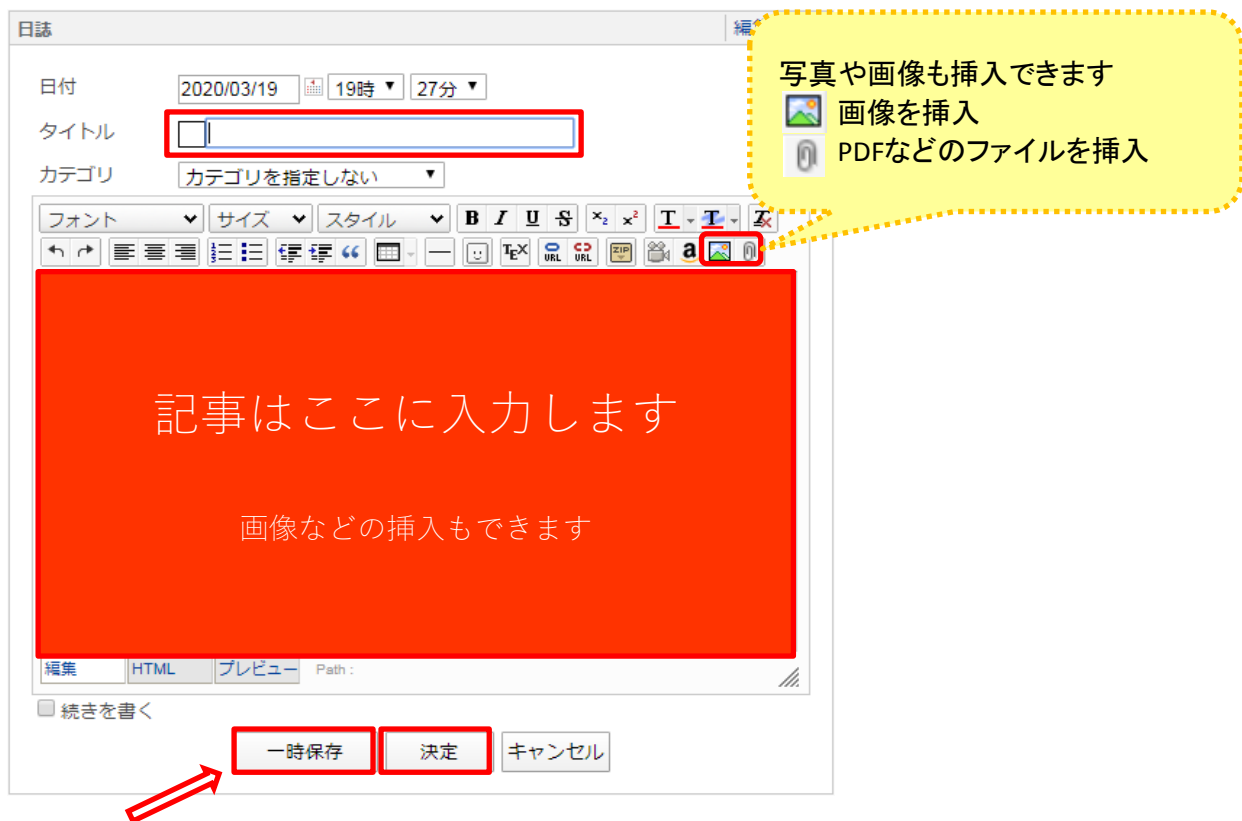 日誌
日付 2020/03/19 19時 27分
タイトル
カテゴリ カテゴリを指定しない
フォント サイズ スタイル B I U S ×₂ x² T T T
TEX URL URL ZIP a
記事はここに入力します
画像などの挿入もできます
編集 HTML プレビュー Path :
続きを書く
一時保存 決定 キャンセル
写真や画像も挿入できます
画像を挿入
PDFなどのファイルを挿入